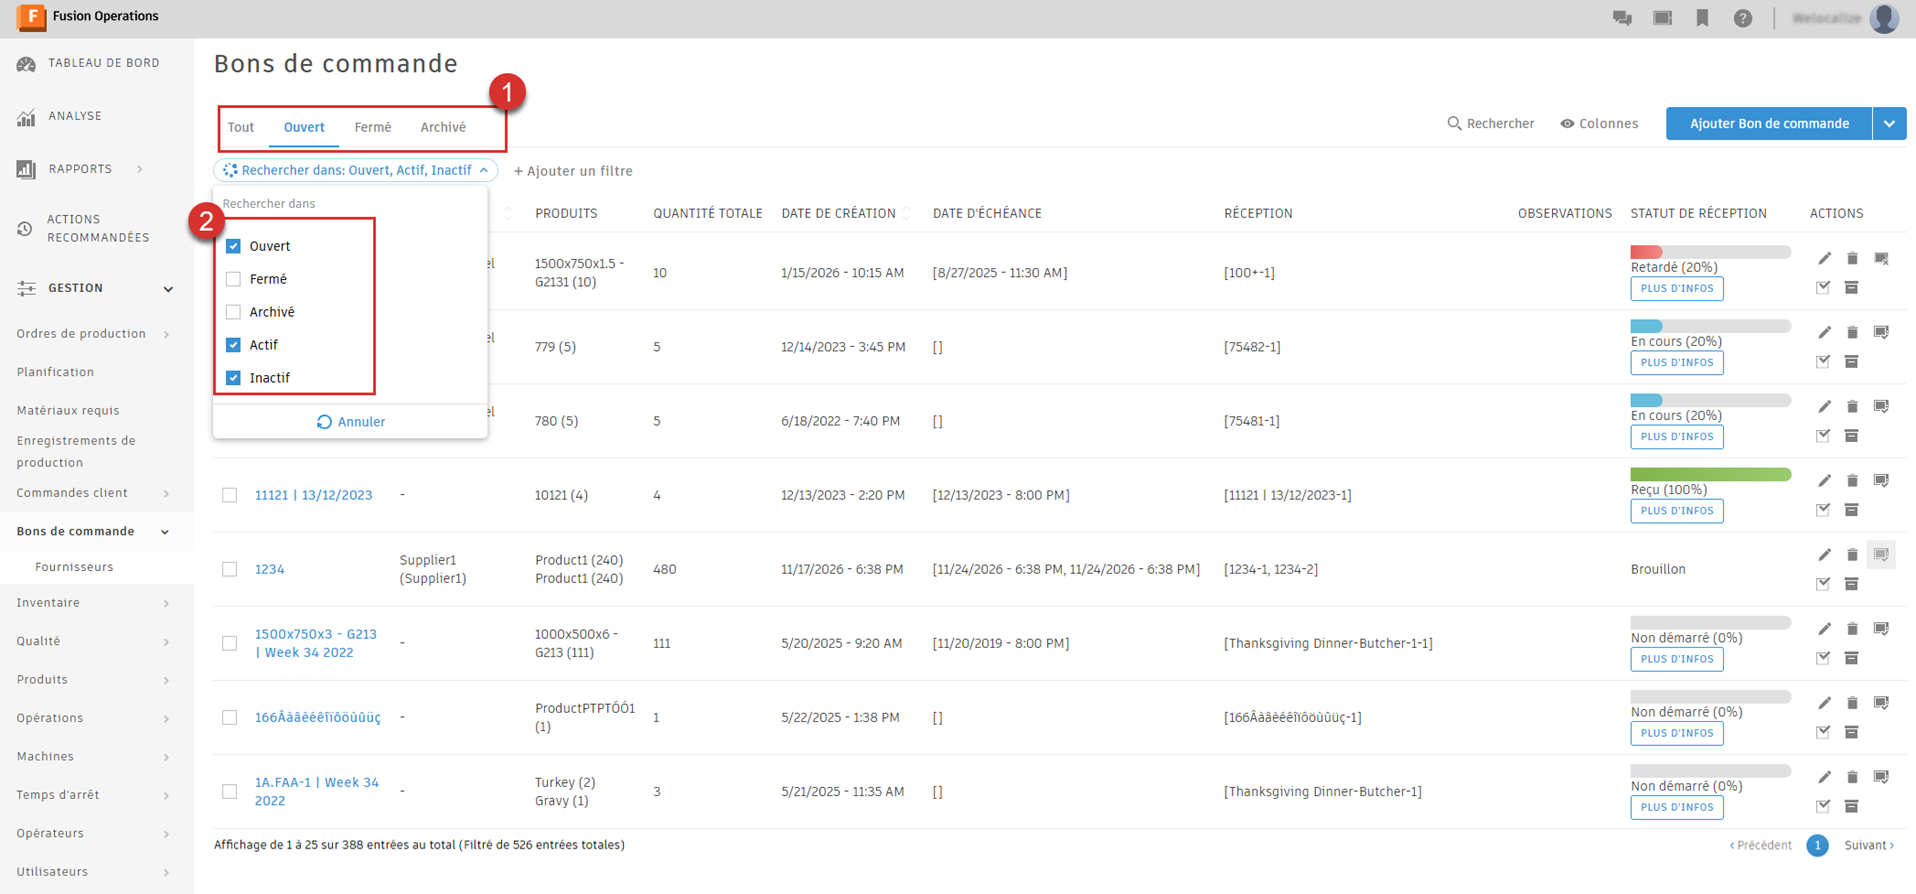 F Fusion Operations
Welocalize
TABLEAU DE BORD
ANALYSE
RAPPORTS
ACTIONS
RECOMMANDÉES
GESTION
Ordres de production
Planification
Matériaux requis
Enregistrements de
production
Commandes client
Bons de commande
Fournisseurs
Inventaire
Qualité
Produits
Opérations
Machines
Temps d'arrêt
Opérateurs
Utilisateurs
Bons de commande
1
Tout Ouvert Fermé Archivé
Rechercher Colonnes Ajouter Bon de commande
Rechercher dans: Ouvert, Actif, Inactif + Ajouter un filtre
2
Rechercher dans
Ouvert
Fermé
Archivé
Actif
Inactif
Annuler
PRODUITS QUANTITÉ TOTALE DATE DE CRÉATION DATE D'ÉCHÉANCE RÉCEPTION OBSERVATIONS STATUT DE RÉCEPTION ACTIONS
el 1500x750x1.5 -
G2131 (10) 10 1/15/2026 - 10:15 AM [8/27/2025 - 11:30 AM] [100+-1] Retardé (20%)
PLUS D'INFOS
el 779 (5) 5 12/14/2023 - 3:45 PM [] [75482-1] En cours (20%)
PLUS D'INFOS
el 780 (5) 5 6/18/2022 - 7:40 PM [] [75481-1] En cours (20%)
PLUS D'INFOS
11121 | 13/12/2023 - 10121 (4) 4 12/13/2023 - 2:20 PM [12/13/2023 - 8:00 PM] [11121 | 13/12/2023-1] Reçu (100%)
PLUS D'INFOS
1234 Supplier1
(Supplier1) Product1 (240)
Product1 (240) 480 11/17/2026 - 6:38 PM [11/24/2026 - 6:38 PM, 11/24/2026 - 6:38 PM] [1234-1, 1234-2] Brouillon
1500x750x3 - G213
| Week 34 2022 - 1000x500x6 -
G213 (111) 111 5/20/2025 - 9:20 AM [11/20/2019 - 8:00 PM] [Thanksgiving Dinner-Butcher-1-1] Non démarré (0%)
PLUS D'INFOS
166Âàâèéêîïôöùûüç - ProductPTPTÓÔ1
(1) 1 5/22/2025 - 1:38 PM [] [166Âàâèéêîïôöùûüç-1] Non démarré (0%)
PLUS D'INFOS
1A.FAA-1 | Week 34
2022 - Turkey (2)
Gravy (1) 3 5/21/2025 - 11:35 AM [] [Thanksgiving Dinner-Butcher-1] Non démarré (0%)
PLUS D'INFOS
Affichage de 1 à 25 sur 388 entrées au total (Filtré de 526 entrées totales)
‹ Précédent 1 Suivant ›